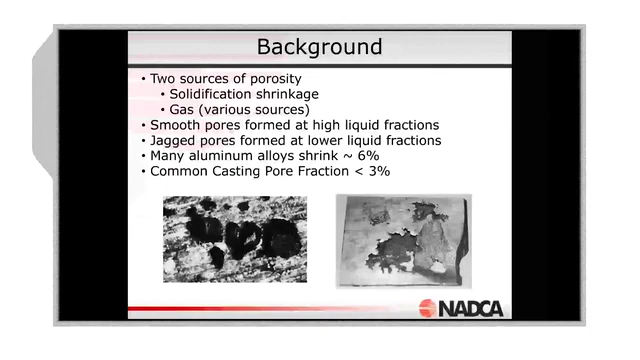 Background
• Two sources of porosity
• Solidification shrinkage
• Gas (various sources)
• Smooth pores formed at high liquid fractions
• Jagged pores formed at lower liquid fractions
• Many aluminum alloys shrink ~ 6%
• Common Casting Pore Fraction < 3%
NADCA